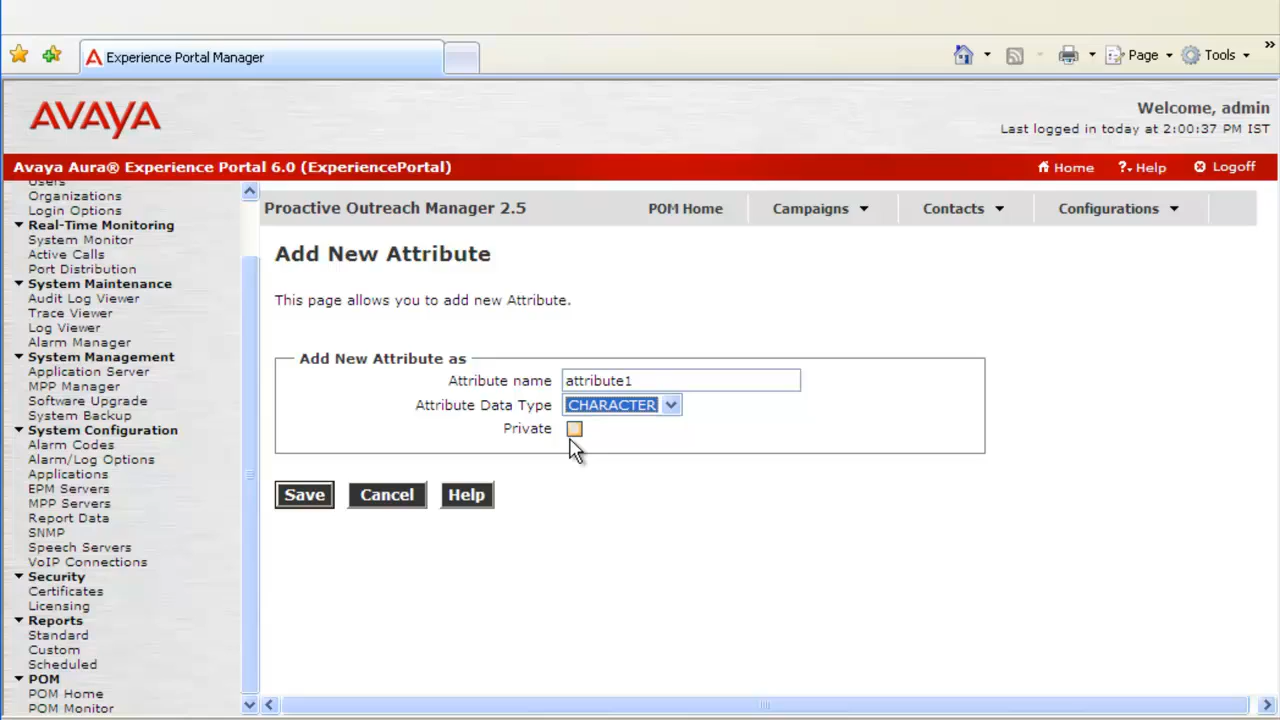 Experience Portal Manager
Page
Tools
»
AVAYA
Welcome, admin
Last logged in today at 2:00:37 PM IST
Avaya Aura® Experience Portal 6.0 (ExperiencePortal)
Home
?▾ Help
Logoff
Users
Organizations
Login Options
Real-Time Monitoring
System Monitor
Active Calls
Port Distribution
System Maintenance
Audit Log Viewer
Trace Viewer
Log Viewer
Alarm Manager
System Management
Application Server
MPP Manager
Software Upgrade
System Backup
System Configuration
Alarm Codes
Alarm/Log Options
Applications
EPM Servers
MPP Servers
Report Data
SNMP
Speech Servers
VoIP Connections
Security
Certificates
Licensing
Reports
Standard
Custom
Scheduled
POM
POM Home
POM Monitor
Proactive Outreach Manager 2.5
POM Home
Campaigns
Contacts
Configurations
Add New Attribute
This page allows you to add new Attribute.
Add New Attribute as
Attribute name attribute1
Attribute Data Type CHARACTER
Private
Save
Cancel
Help